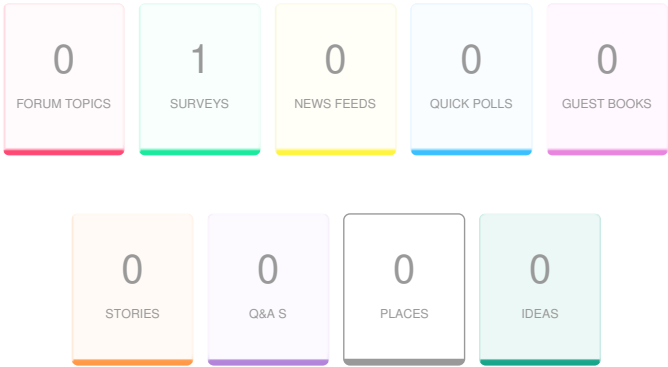 0 1 0 0 0
FORUM TOPICS SURVEYS NEWS FEEDS QUICK POLLS GUEST BOOKS
0 0 0 0
STORIES Q&A S PLACES IDEAS